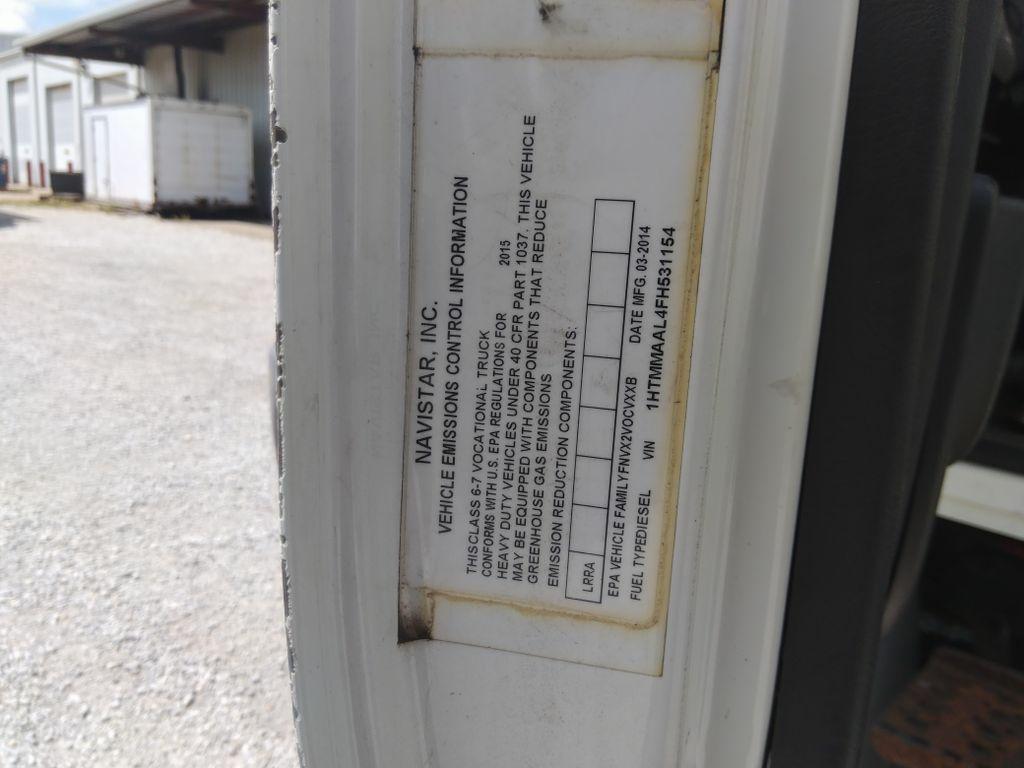 NAVISTAR, INC.
VEHICLE EMISSIONS CONTROL INFORMATION
THISCLASS 6-7 VOCATIONAL TRUCK
CONFORMS WITH U.S. EPA REGULATIONS FOR 2015
HEAVY DUTY VEHICLES UNDER 40 CFR PART 1037. THIS VEHICLE
MAY BE EQUIPPED WITH COMPONENTS THAT REDUCE
GREENHOUSE GAS EMISSIONS
EMISSION REDUCTION COMPONENTS:
LRRA
EPA VEHICLE FAMILYFNVX2VOCVXXB DATE MFG. 03-2014
FUEL TYPEDIESEL VIN 1HTMMAAL4FH531154